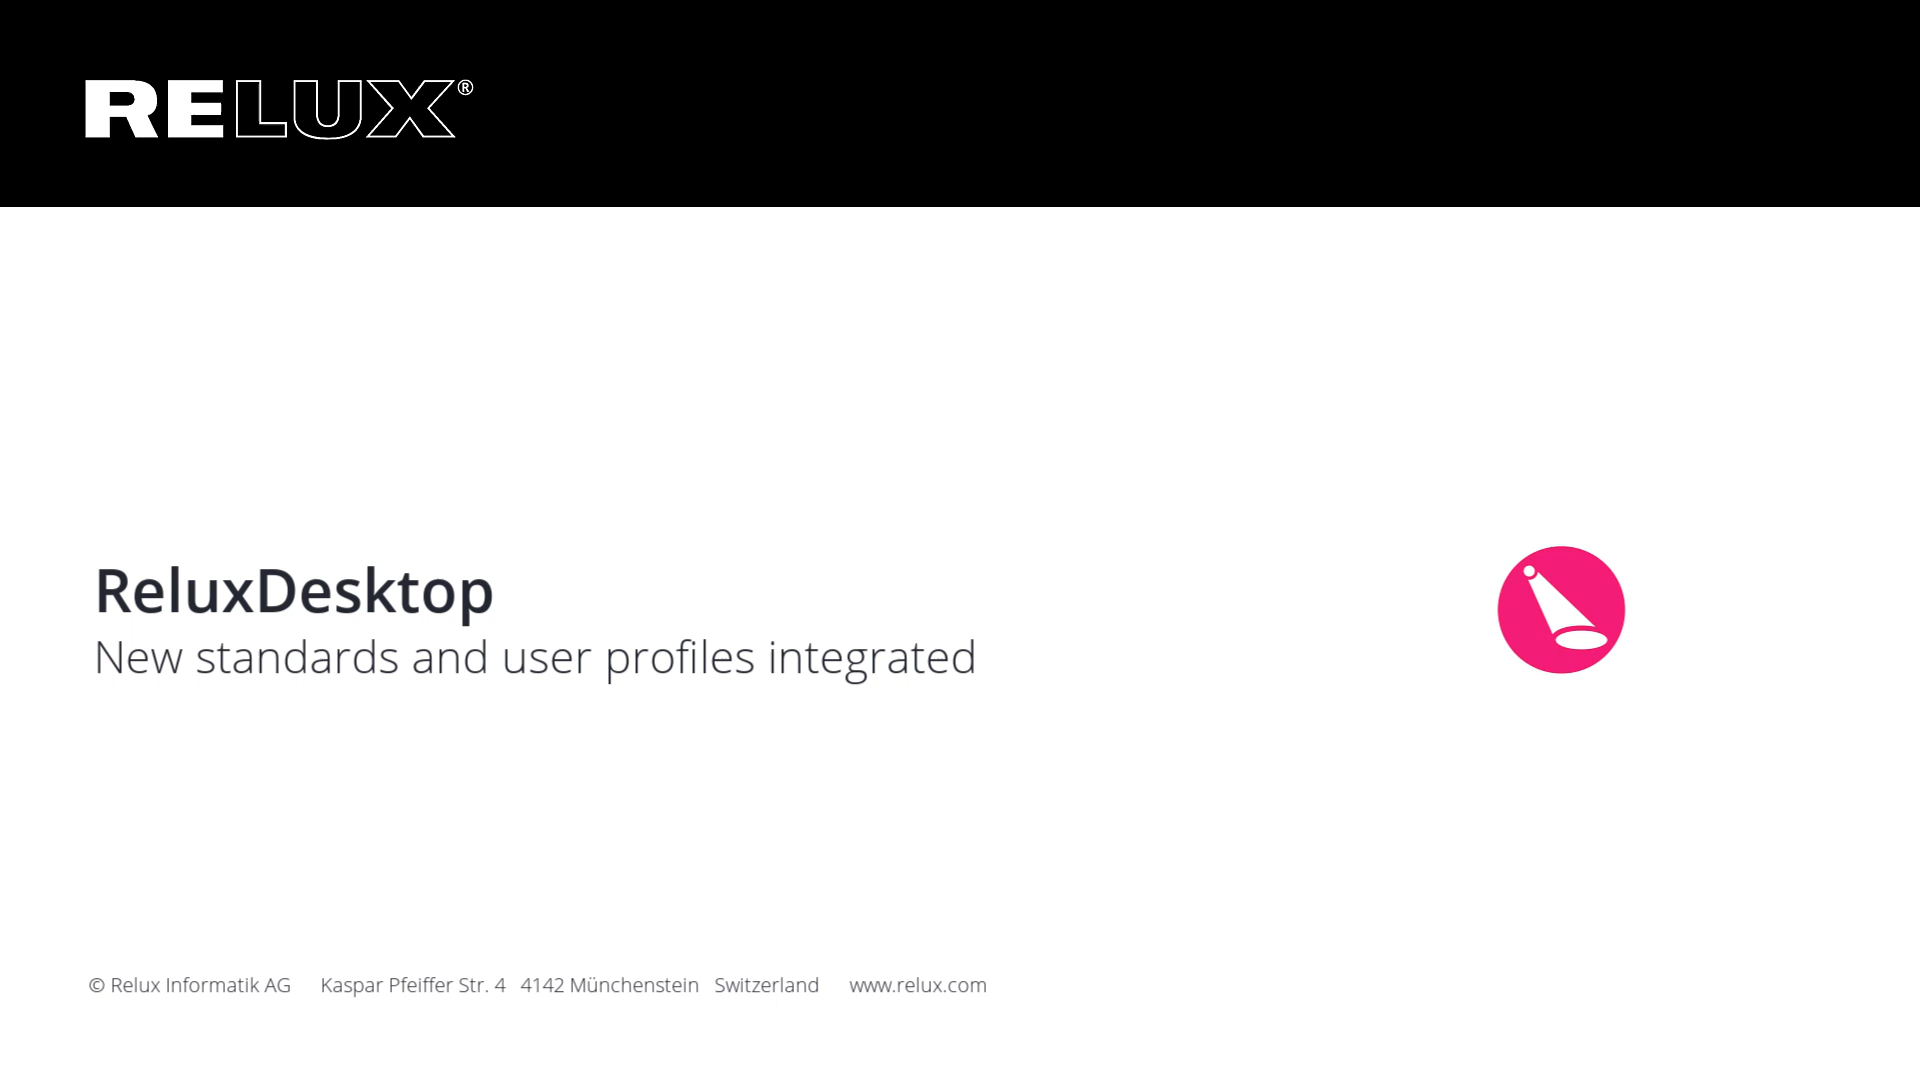 RELUX®
ReluxDesktop
New standards and user profiles integrated
© Relux Informatik AG Kaspar Pfeiffer Str. 4 4142 Münchenstein Switzerland www.relux.com